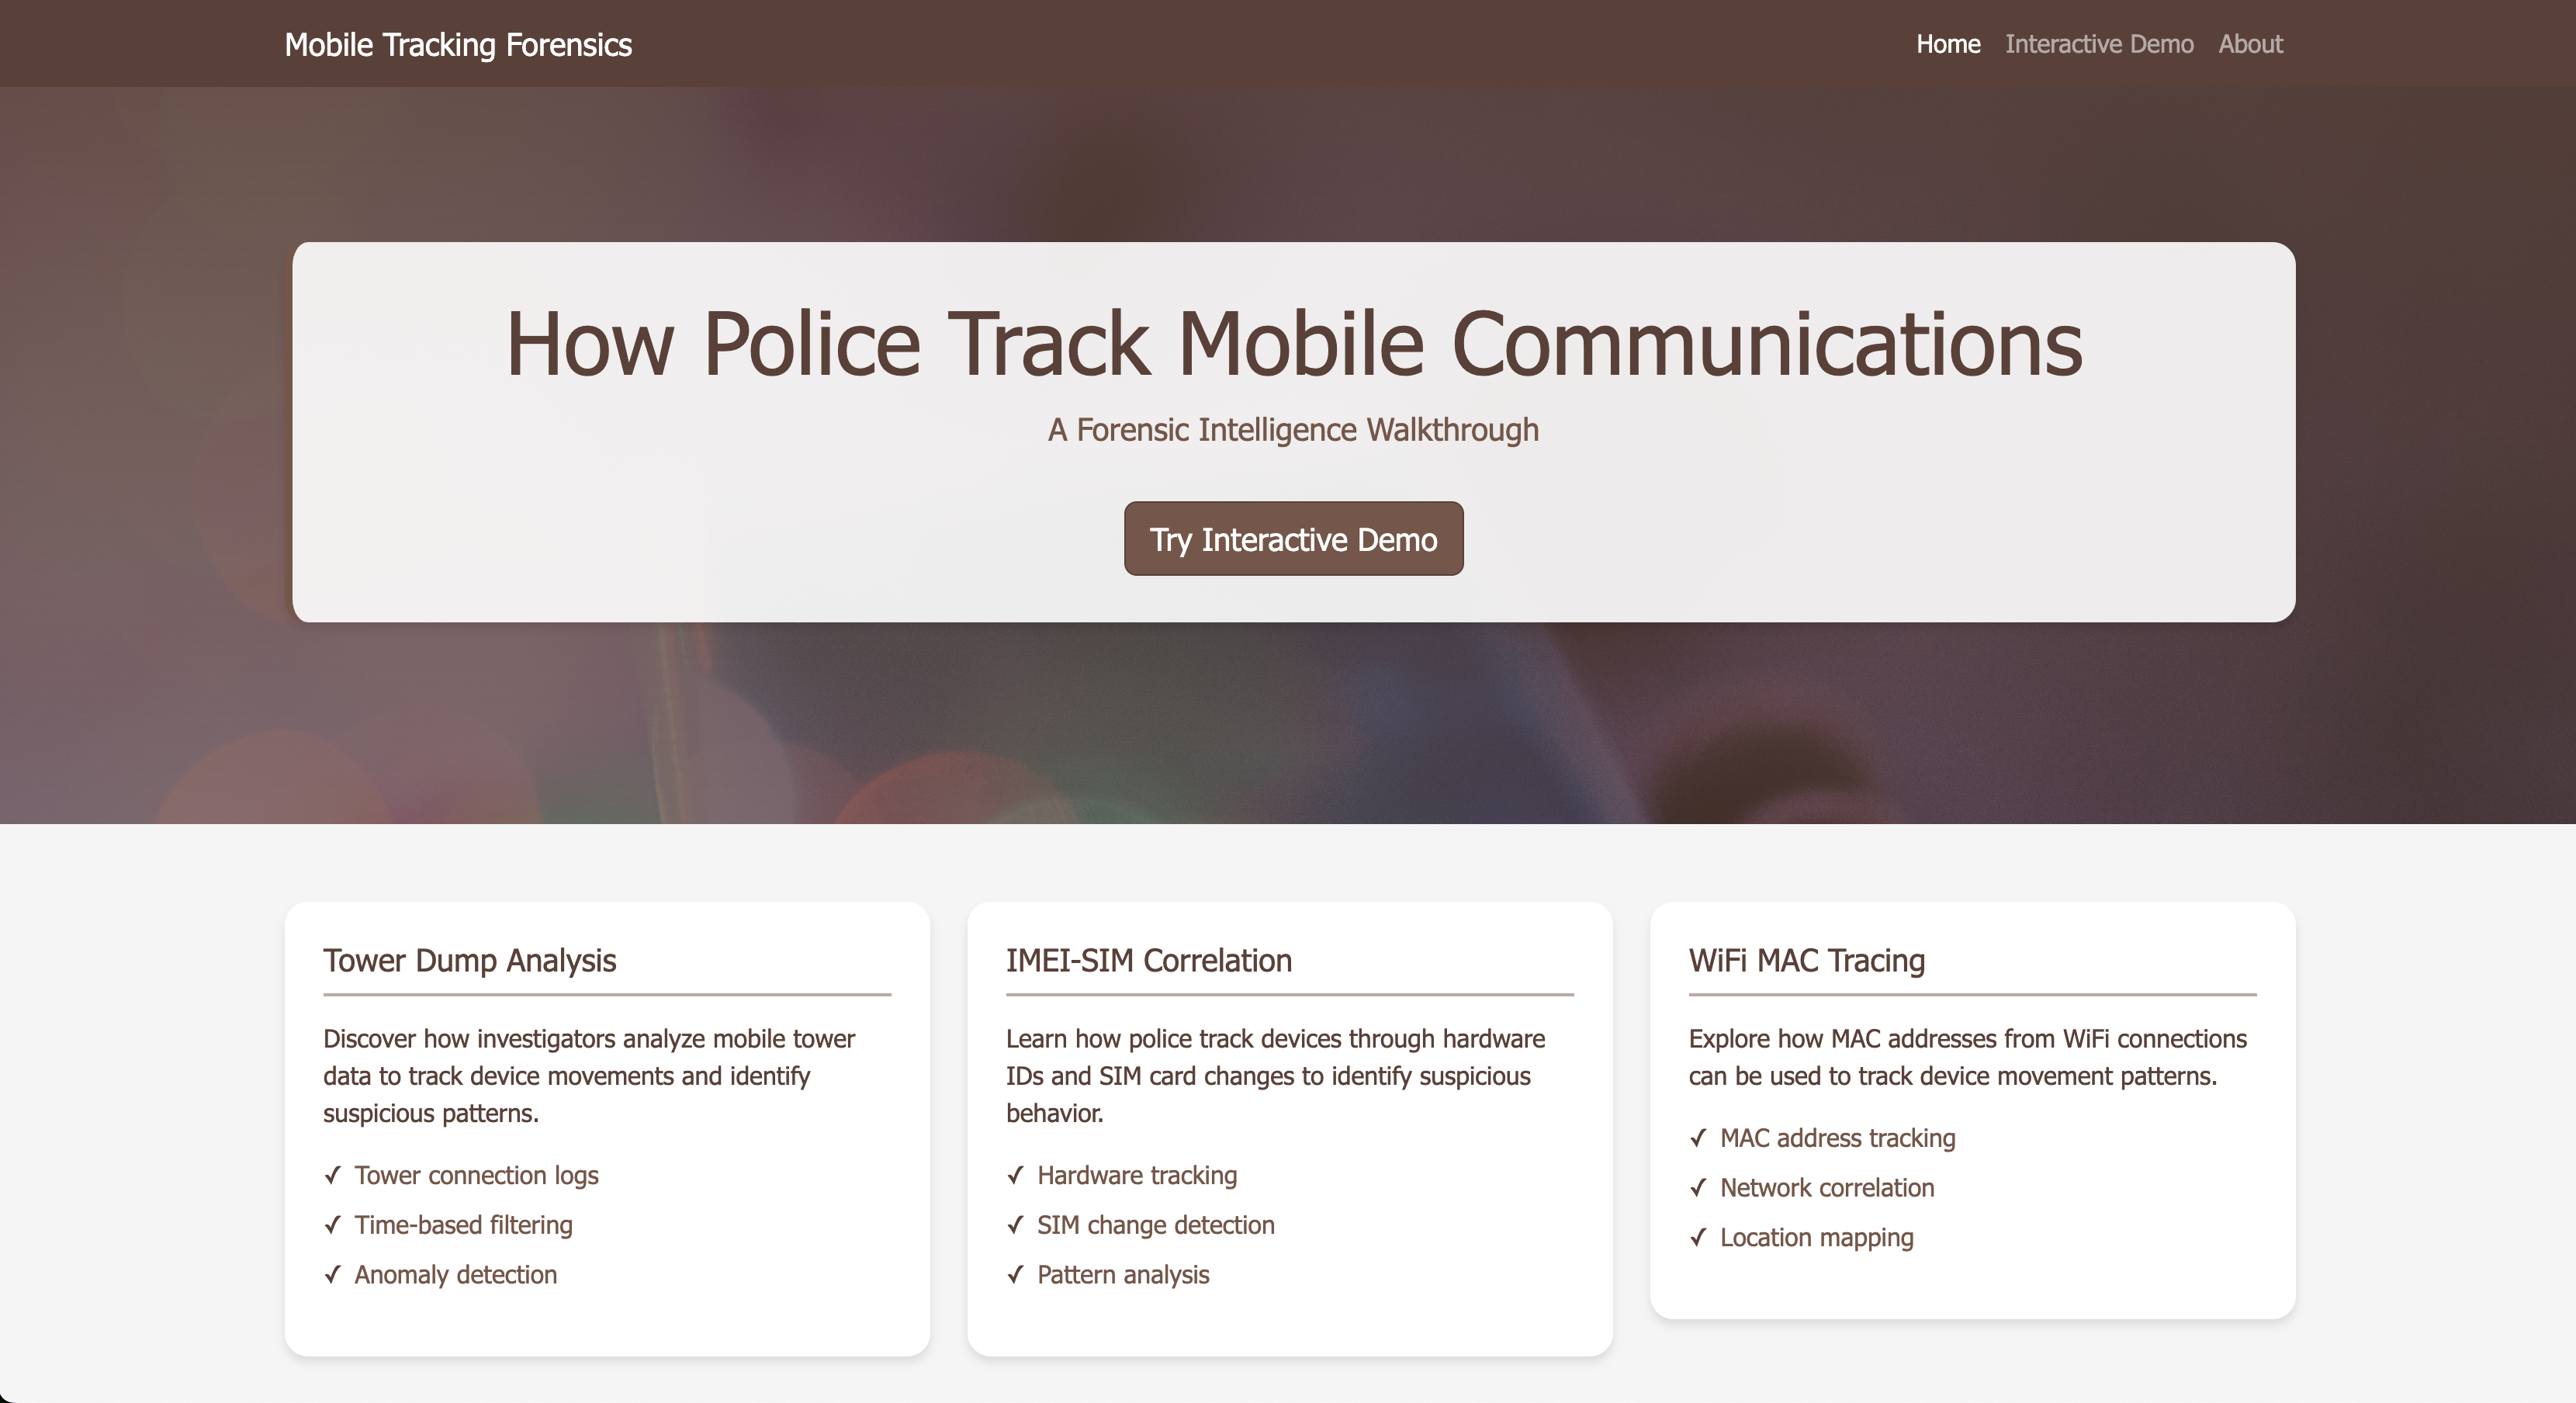 Mobile Tracking Forensics
Home Interactive Demo About
How Police Track Mobile Communications
A Forensic Intelligence Walkthrough
Try Interactive Demo
Tower Dump Analysis
Discover how investigators analyze mobile tower
data to track device movements and identify
suspicious patterns.
✓ Tower connection logs
✓ Time-based filtering
✓ Anomaly detection
IMEI-SIM Correlation
Learn how police track devices through hardware
IDs and SIM card changes to identify suspicious
behavior.
✓ Hardware tracking
✓ SIM change detection
✓ Pattern analysis
WiFi MAC Tracing
Explore how MAC addresses from WiFi connections
can be used to track device movement patterns.
✓ MAC address tracking
✓ Network correlation
✓ Location mapping